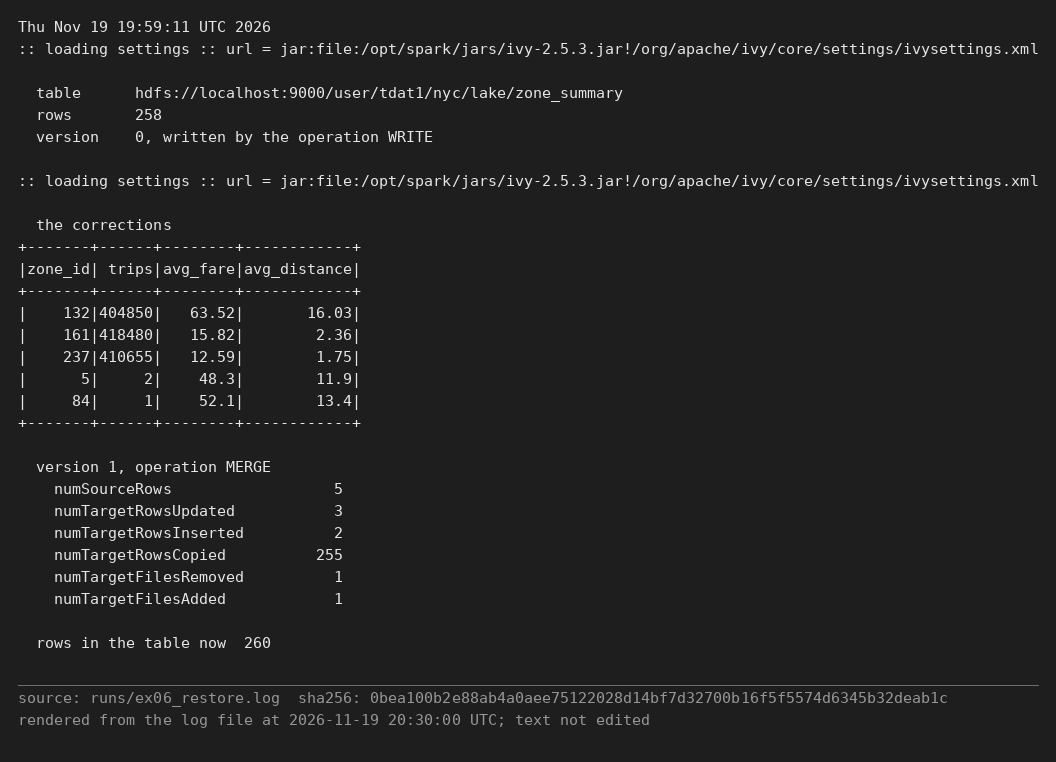 Thu Nov 19 19:59:11 UTC 2026
:: loading settings :: url = jar:file:/opt/spark/jars/ivy-2.5.3.jar!/org/apache/ivy/core/settings/ivysettings.xml
table      hdfs://localhost:9000/user/tdat1/nyc/lake/zone_summary
rows       258
version    0, written by the operation WRITE
:: loading settings :: url = jar:file:/opt/spark/jars/ivy-2.5.3.jar!/org/apache/ivy/core/settings/ivysettings.xml
the corrections
+-------+------+--------+------------+
|zone_id| trips|avg_fare|avg_distance|
+-------+------+--------+------------+
|    132|404850|   63.52|       16.03|
|    161|418480|   15.82|        2.36|
|    237|410655|   12.59|        1.75|
|      5|     2|    48.3|        11.9|
|     84|     1|    52.1|        13.4|
+-------+------+--------+------------+
version 1, operation MERGE
numSourceRows                  5
numTargetRowsUpdated           3
numTargetRowsInserted          2
numTargetRowsCopied          255
numTargetFilesRemoved          1
numTargetFilesAdded            1
rows in the table now  260
source: runs/ex06_restore.log  sha256: 0bea100b2e88ab4a0aee75122028d14bf7d32700b16f5f5574d6345b32deab1c
rendered from the log file at 2026-11-19 20:30:00 UTC; text not edited